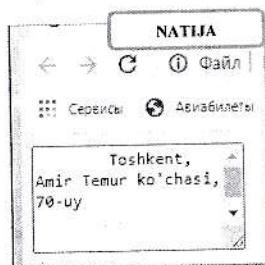 NATIJA
Файл
Сервисы Авиабилеты
Toshkent,
Amir Temur ko'chasi,
70-uy